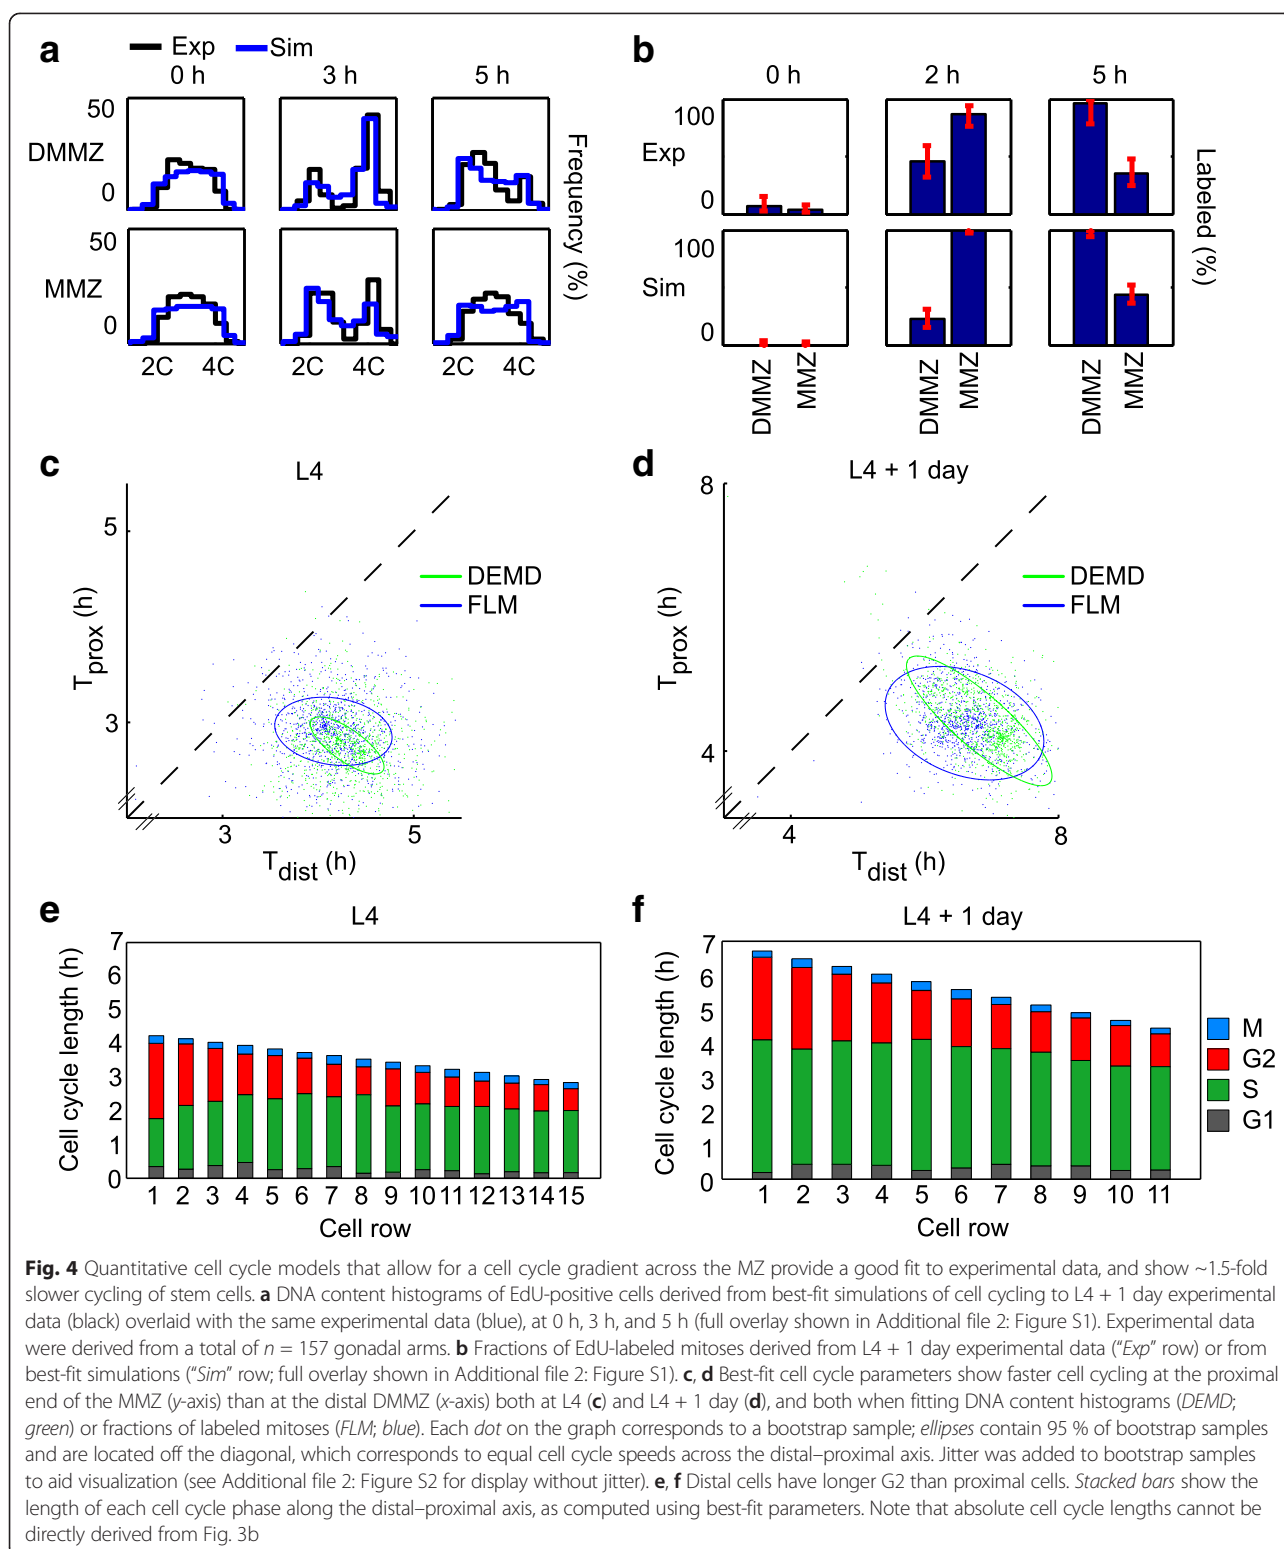 a
Exp Sim
0 h 3 h 5 h
50
DMMZ
0
50
MMZ
0
2C 4C 2C 4C 2C 4C
Frequency (%)
b
0 h 2 h 5 h
100
Exp
0
100
Sim
0
DMMZ MMZ DMMZ MMZ DMMZ MMZ
Labeled (%)
c
L4
5
DEMD
FLM
Tprox (h)
3
3 5
Tdist (h)
d
L4 + 1 day
8
DEMD
FLM
Tprox (h)
4
4 8
Tdist (h)
e
L4
7
6
5
4
3
2
1
0
Cell cycle length (h)
1 2 3 4 5 6 7 8 9 10 11 12 13 14 15
Cell row
f
L4 + 1 day
7
6
5
4
3
2
1
0
Cell cycle length (h)
1 2 3 4 5 6 7 8 9 10 11
Cell row
M
G2
S
G1
Fig. 4 Quantitative cell cycle models that allow for a cell cycle gradient across the MZ provide a good fit to experimental data, and show ~1.5-fold
slower cycling of stem cells. a DNA content histograms of EdU-positive cells derived from best-fit simulations of cell cycling to L4 + 1 day experimental
data (black) overlaid with the same experimental data (blue), at 0 h, 3 h, and 5 h (full overlay shown in Additional file 2: Figure S1). Experimental data
were derived from a total of n = 157 gonadal arms. b Fractions of EdU-labeled mitoses derived from L4 + 1 day experimental data (“Exp” row) or from
best-fit simulations (“Sim” row; full overlay shown in Additional file 2: Figure S1). c, d Best-fit cell cycle parameters show faster cell cycling at the proximal
end of the MMZ (y-axis) than at the distal DMMZ (x-axis) both at L4 (c) and L4 + 1 day (d), and both when fitting DNA content histograms (DEMD;
green) or fractions of labeled mitoses (FLM; blue). Each dot on the graph corresponds to a bootstrap sample; ellipses contain 95 % of bootstrap samples
and are located off the diagonal, which corresponds to equal cell cycle speeds across the distal–proximal axis. Jitter was added to bootstrap samples
to aid visualization (see Additional file 2: Figure S2 for display without jitter). e, f Distal cells have longer G2 than proximal cells. Stacked bars show the
length of each cell cycle phase along the distal–proximal axis, as computed using best-fit parameters. Note that absolute cell cycle lengths cannot be
directly derived from Fig. 3b